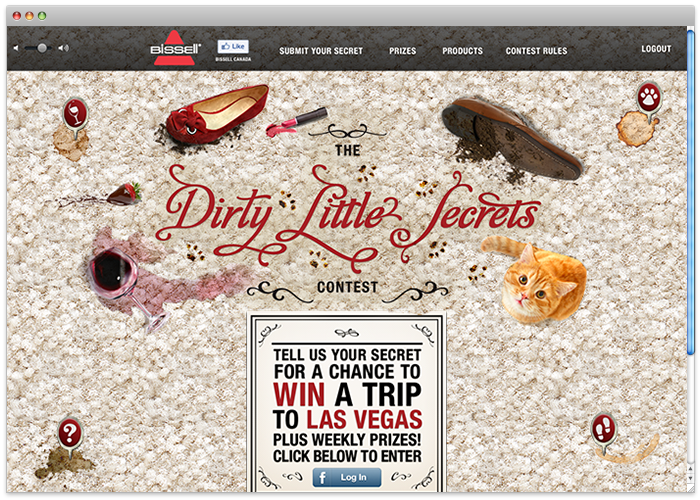 BISSELL®
Like
BISSELL CANADA
SUBMIT YOUR SECRET
PRIZES
PRODUCTS
CONTEST RULES
LOGOUT
THE
Dirty Little Secrets
CONTEST
TELL US YOUR SECRET
FOR A CHANCE TO
WIN A TRIP
TO LAS VEGAS
PLUS WEEKLY PRIZES!
CLICK BELOW TO ENTER
f Log In
?